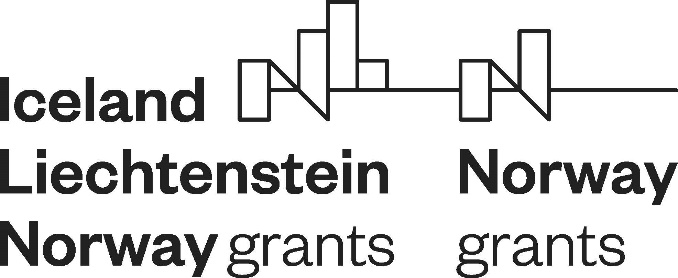 Iceland
Liechtenstein
Norway grants
Norway
grants